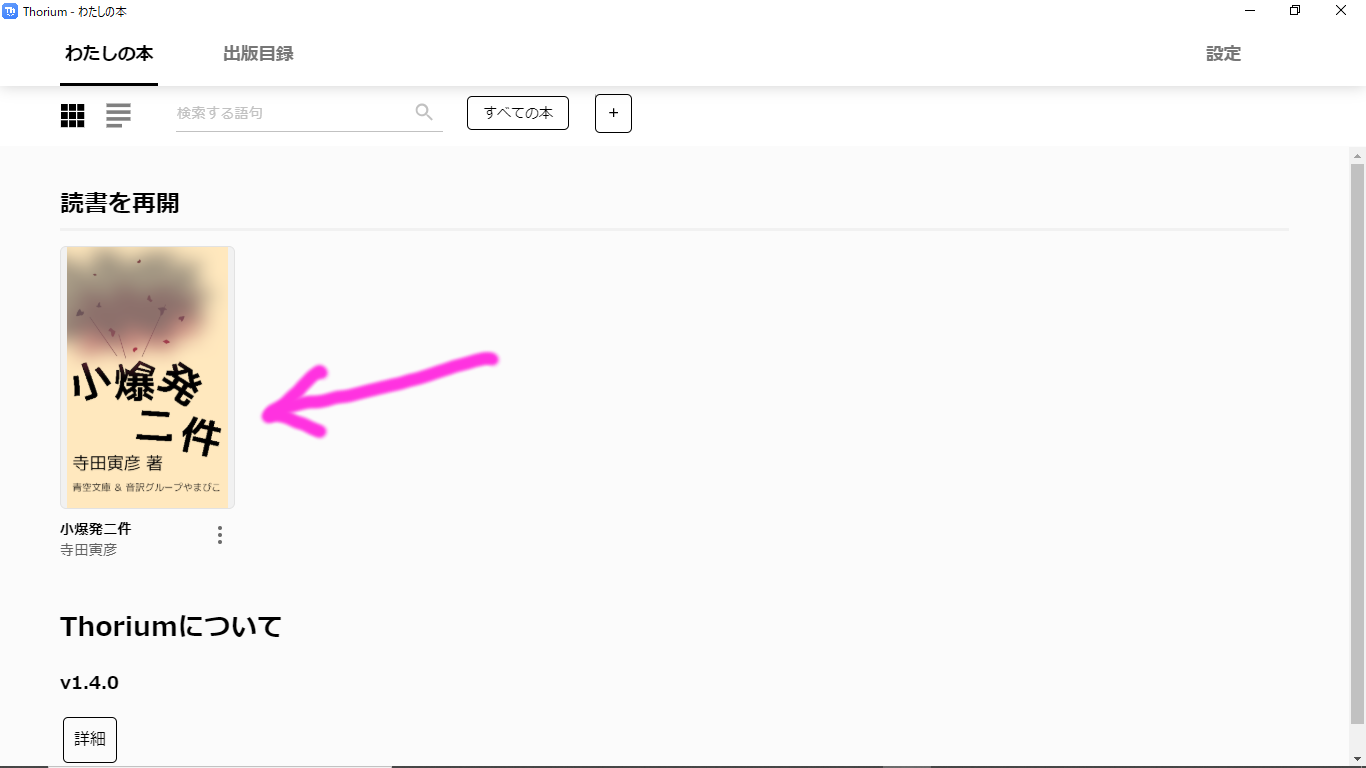 Thorium - わたしの本
わたしの本
出版目録
設定
検索する語句
すべての本
+
読書を再開
小爆発
二件
寺田寅彦 著
青空文庫 & 音訳グループやまびこ
小爆発二件
寺田寅彦
Thoriumについて
v1.4.0
詳細